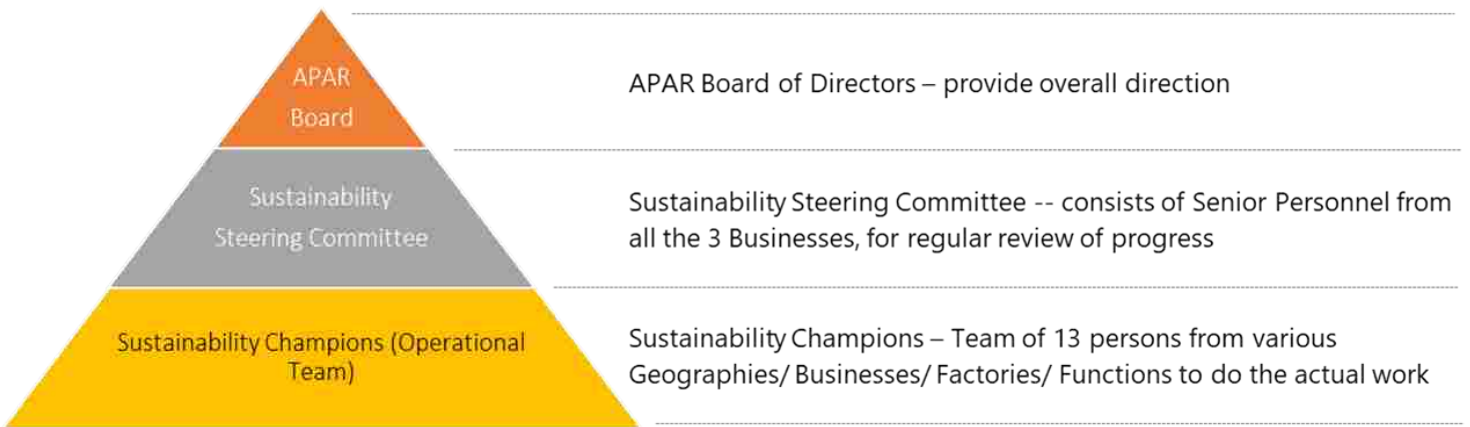 APAR
Board
APAR Board of Directors – provide overall direction
Sustainability
Steering Committee
Sustainability Steering Committee -- consists of Senior Personnel from
all the 3 Businesses, for regular review of progress
Sustainability Champions (Operational
Team)
Sustainability Champions – Team of 13 persons from various
Geographies/ Businesses/ Factories/ Functions to do the actual work